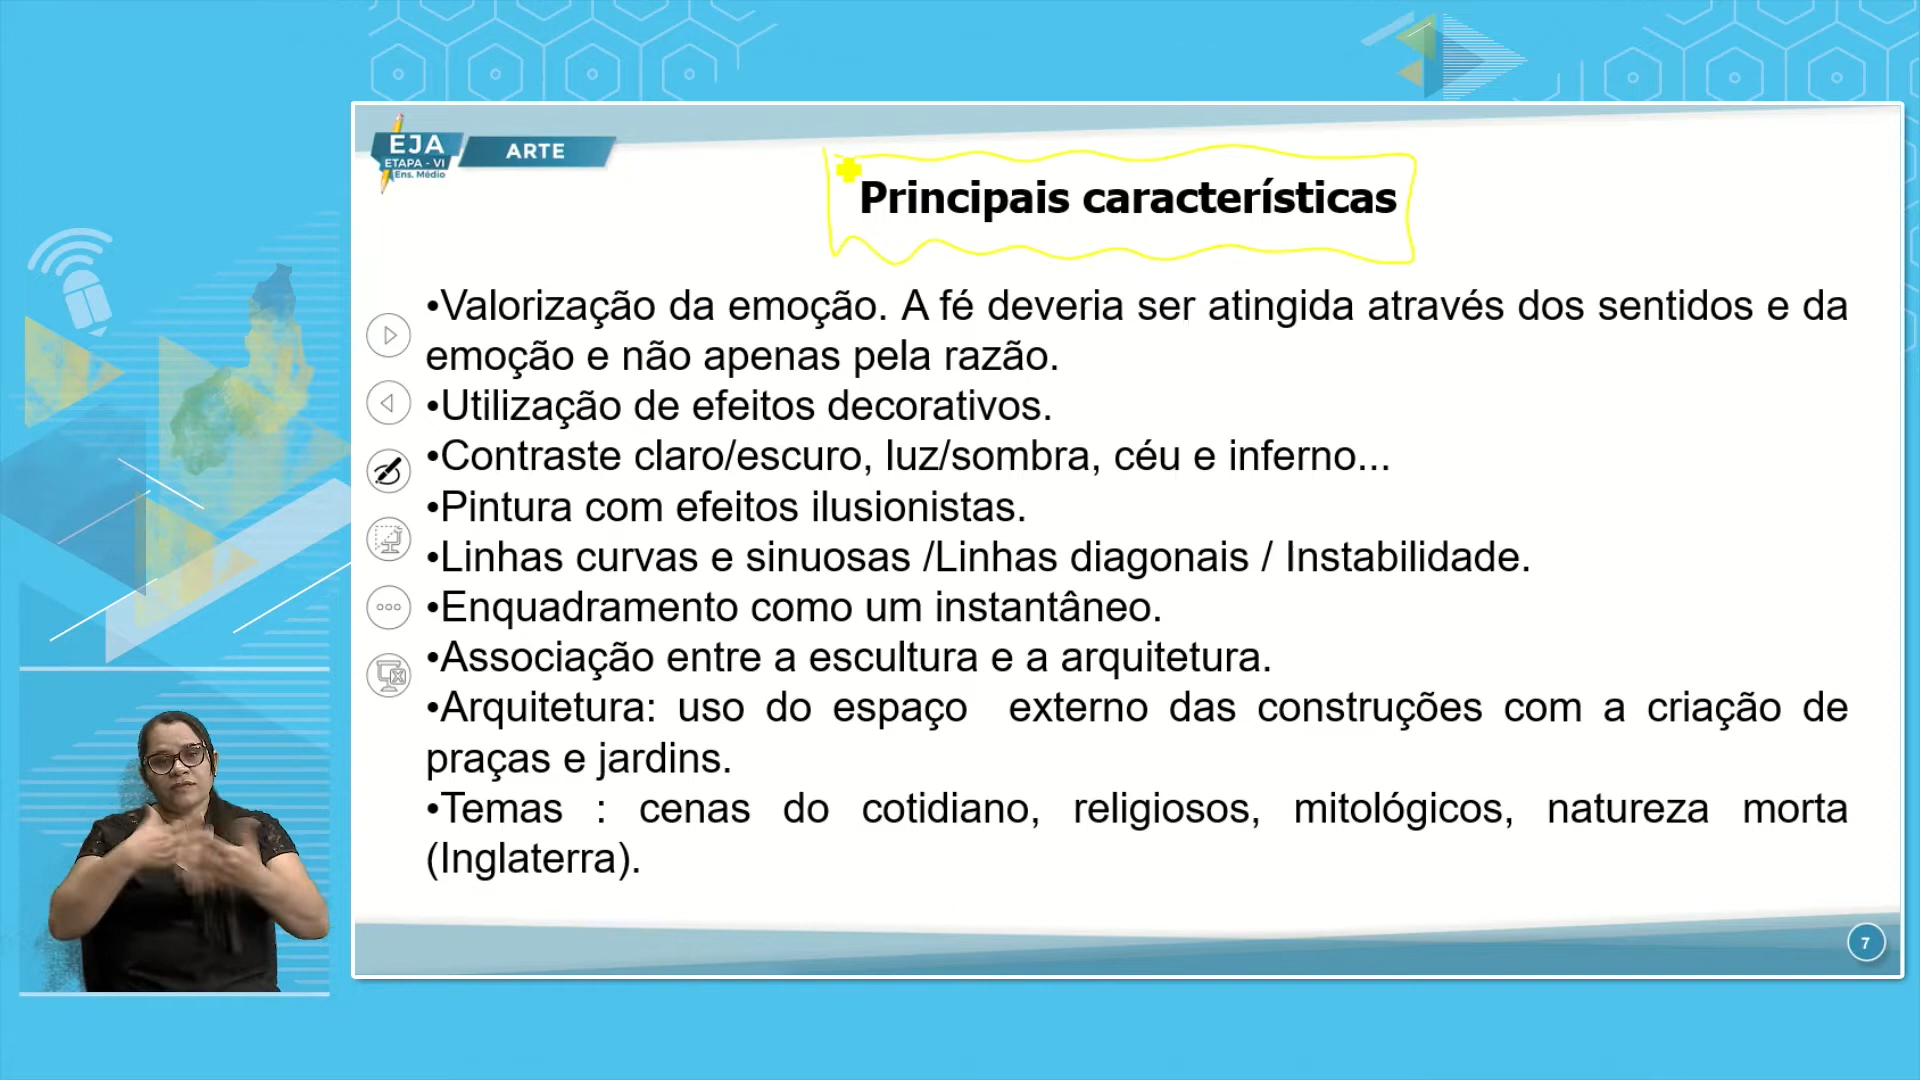 EJA
ETAPA - VI
Ens. Médio
ARTE
Principais características
•Valorização da emoção. A fé deveria ser atingida através dos sentidos e da
emoção e não apenas pela razão.
•Utilização de efeitos decorativos.
•Contraste claro/escuro, luz/sombra, céu e inferno...
•Pintura com efeitos ilusionistas.
•Linhas curvas e sinuosas /Linhas diagonais / Instabilidade.
•Enquadramento como um instantâneo.
•Associação entre a escultura e a arquitetura.
•Arquitetura: uso do espaço externo das construções com a criação de
praças e jardins.
•Temas : cenas do cotidiano, religiosos, mitológicos, natureza morta
(Inglaterra).
7